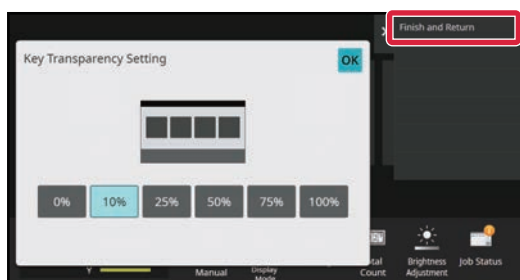 Finish and Return
Key Transparency Setting
OK
0%
10%
25%
50%
75%
100%
Y
Manual
Display
Mode
Count
Brightness
Adjustment
Job Status